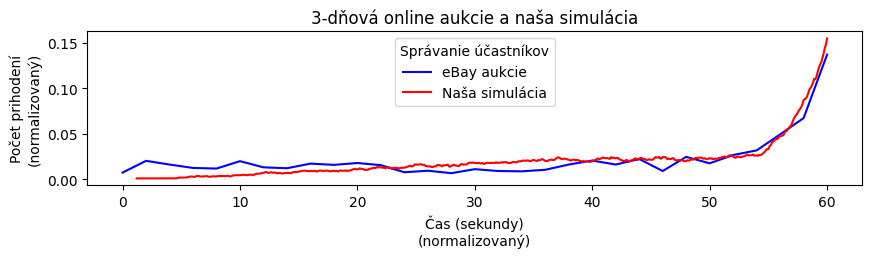 3-dňová online aukcie a naša simulácia
Počet prihodení
(normalizovaný)
0.15
0.10
0.05
0.00
Správanie účastníkov
eBay aukcie
Naša simulácia
0 10 20 30 40 50 60
Čas (sekundy)
(normalizovaný)